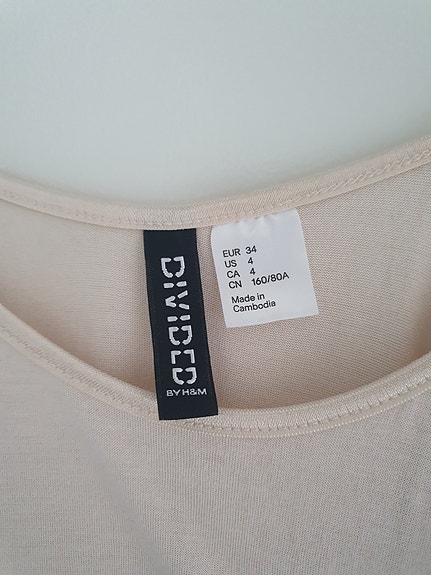 DIVIDED
BY H&M
EUR 34
US 4
CA 4
CN 160/80A
Made in
Cambodia